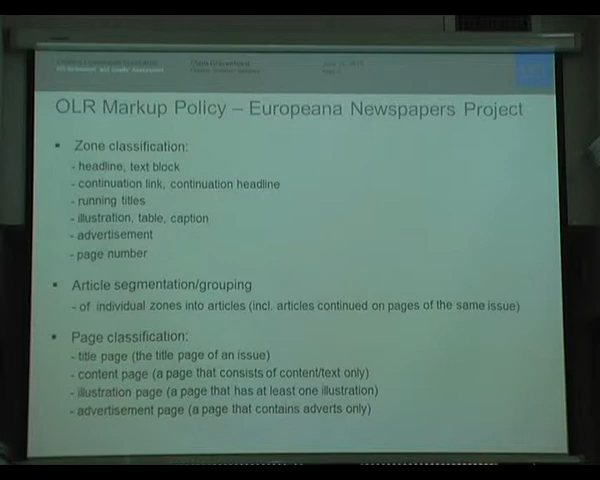 OLR Markup Policy – Europeana Newspapers Project
▪ Zone classification:
- headline, text block
- continuation link, continuation headline
- running titles
- illustration, table, caption
- advertisement
- page number
▪ Article segmentation/grouping
- of individual zones into articles (incl. articles continued on pages of the same issue)
▪ Page classification:
- title page (the title page of an issue)
- content page (a page that consists of content/text only)
- illustration page (a page that has at least one illustration)
- advertisement page (a page that contains adverts only)